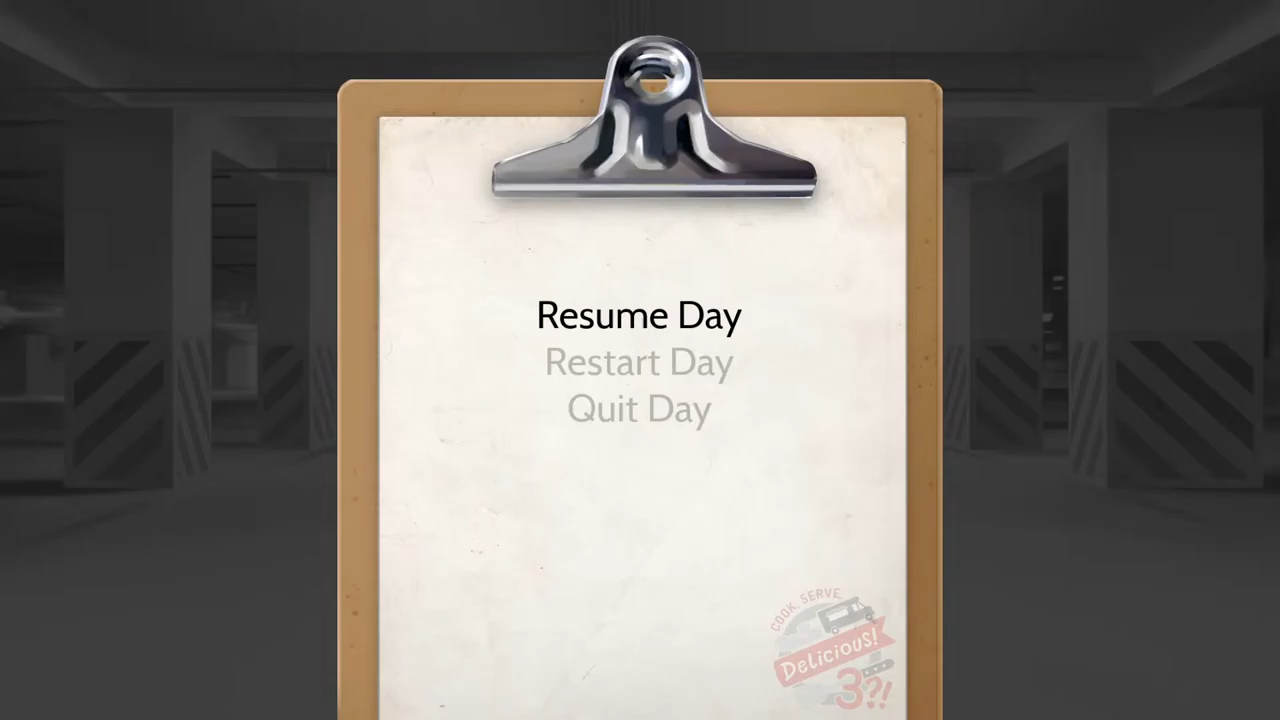 Resume Day
Restart Day
Quit Day
COOK, SERVE,
Delicious!
3?!